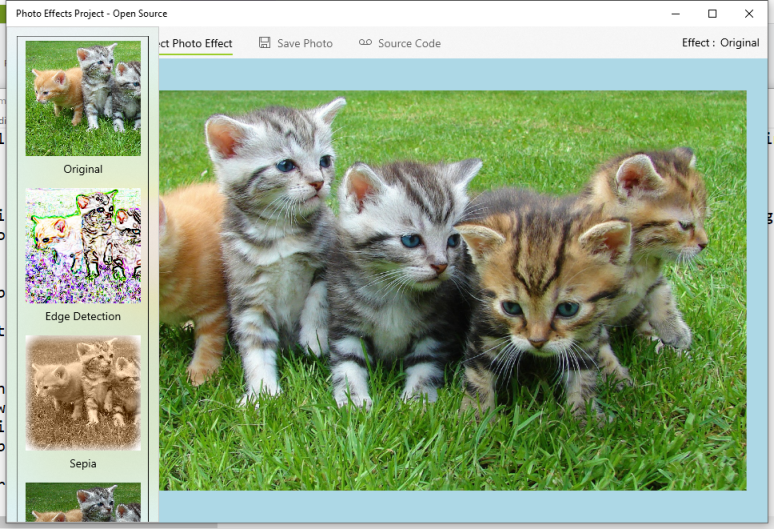 Photo Effects Project - Open Source
ct Photo Effect
Save Photo
Source Code
Effect : Original
Original
Edge Detection
Sepia